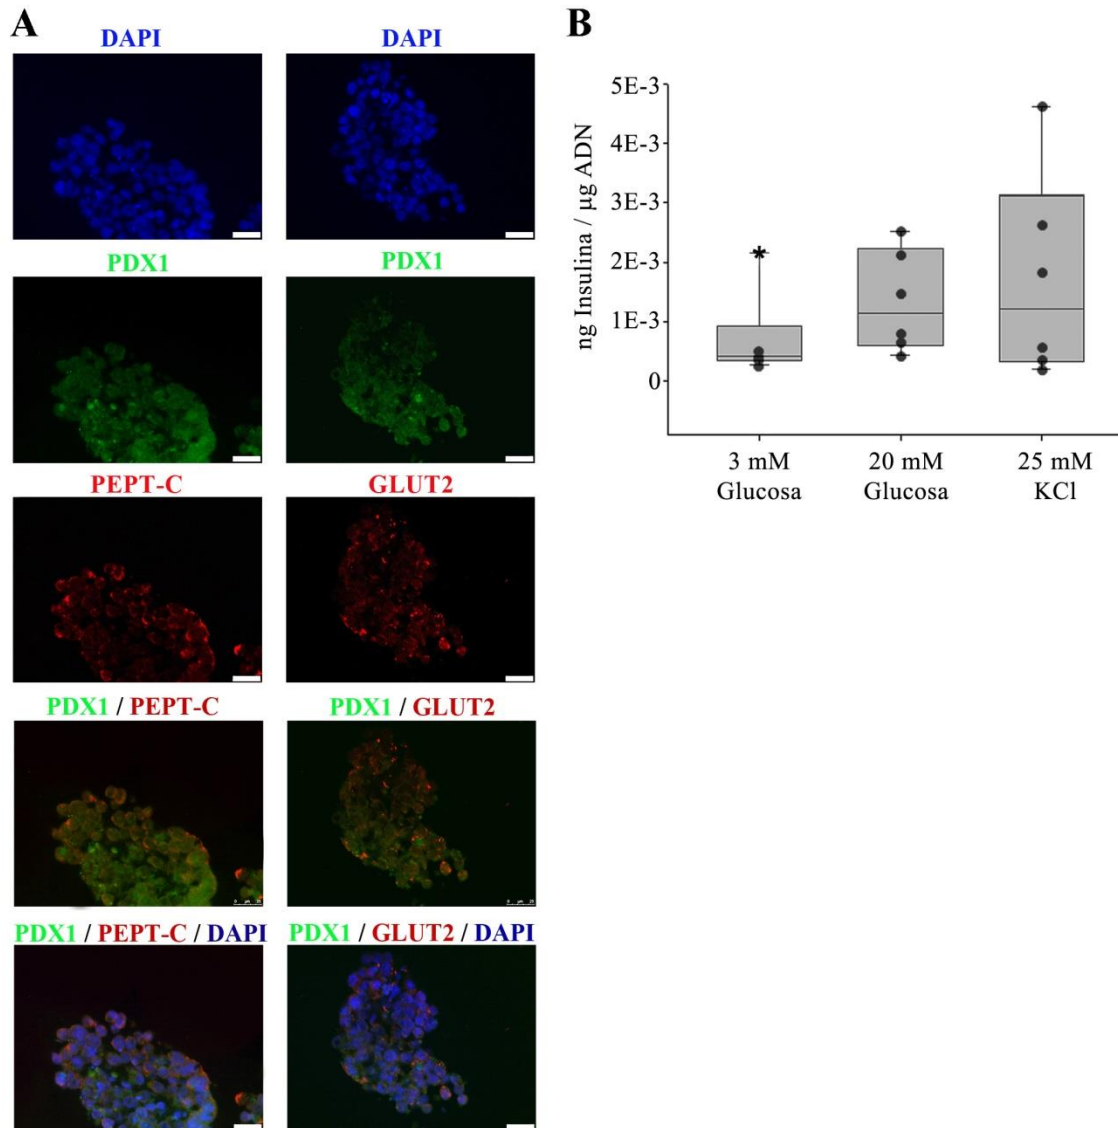 A
DAPI
DAPI
PDX1
PDX1
PEPT-C
GLUT2
PDX1 / PEPT-C
PDX1 / GLUT2
PDX1 / PEPT-C / DAPI
PDX1 / GLUT2 / DAPI
B
ng Insulina / µg ADN
5E-3
4E-3
3E-3
2E-3
1E-3
0
*
3 mM
Glucosa
20 mM
Glucosa
25 mM
KCl